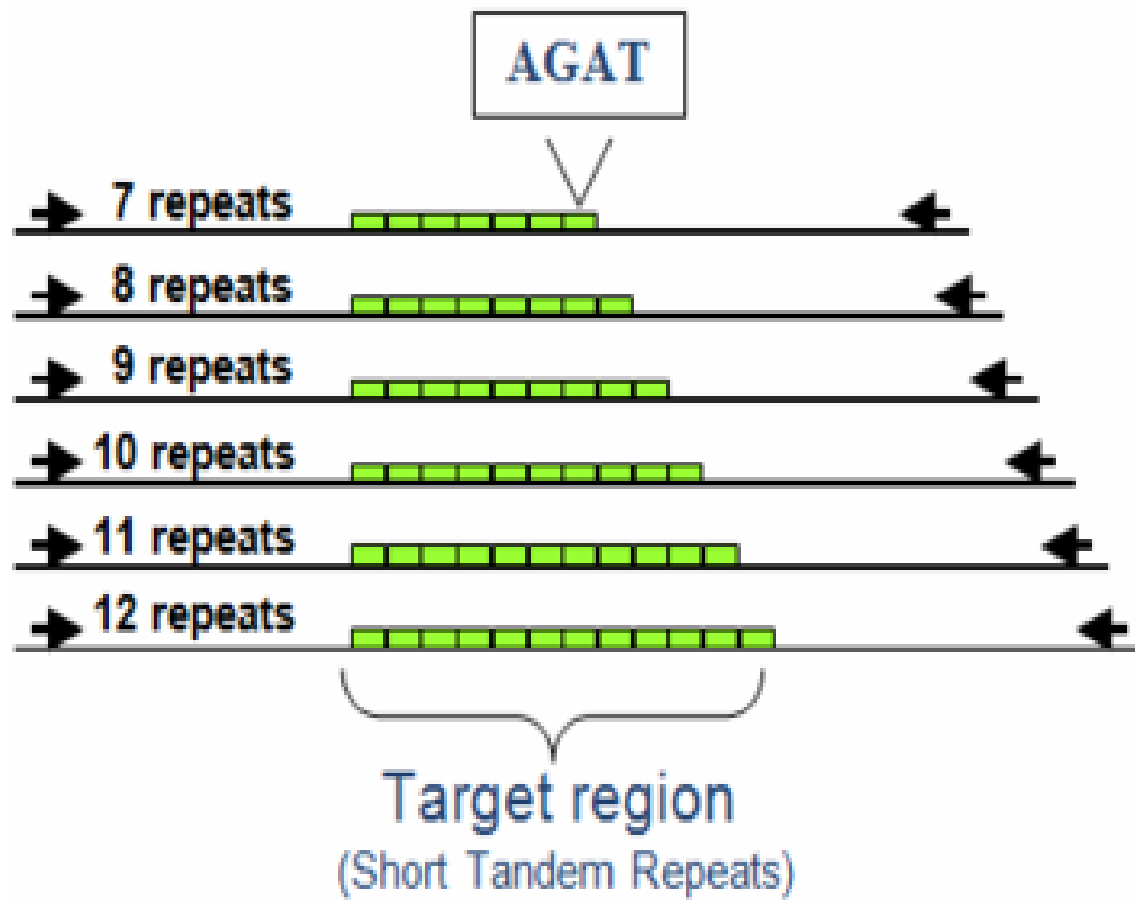 AGAT
7 repeats
8 repeats
9 repeats
10 repeats
11 repeats
12 repeats
Target region
(Short Tandem Repeats)